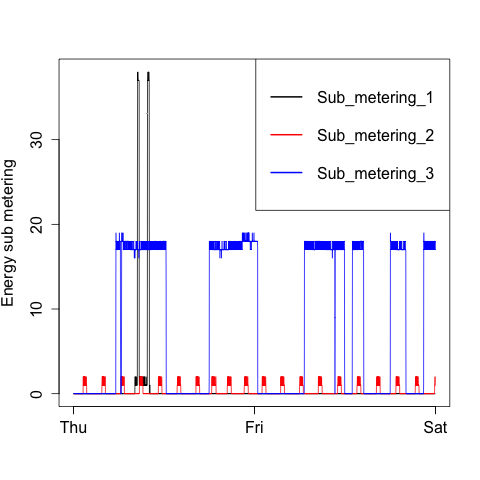 Energy sub metering
30
20
10
0
Thu
Fri
Sat
Sub_metering_1
Sub_metering_2
Sub_metering_3